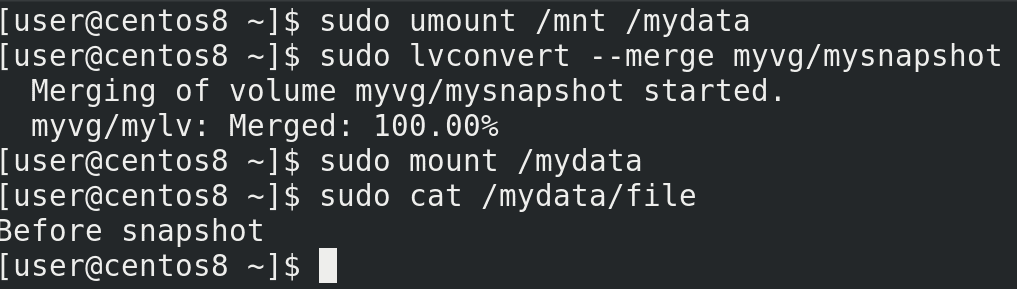 [user@centos8 ~]$ sudo umount /mnt /mydata
[user@centos8 ~]$ sudo lvconvert --merge myvg/mysnapshot
  Merging of volume myvg/mysnapshot started.
  myvg/mylv: Merged: 100.00%
[user@centos8 ~]$ sudo mount /mydata
[user@centos8 ~]$ sudo cat /mydata/file
Before snapshot
[user@centos8 ~]$